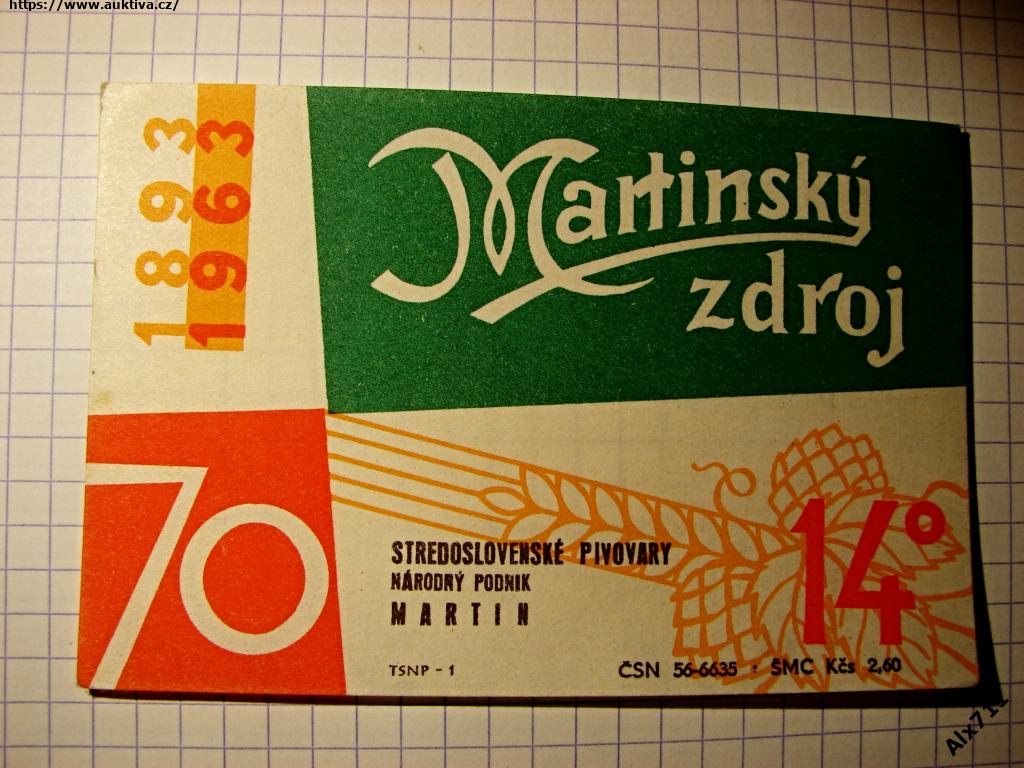 https://www.auktiva.cz/
1893
1963
Martinský
zdroj
70
14°
STREDOSLOVENSKÉ PIVOVARY
NÁRODNÝ PODNIK
MARTIN
TSNP - 1
ČSN 56-6635 : ŠMC Kčs 2,60
Alx711